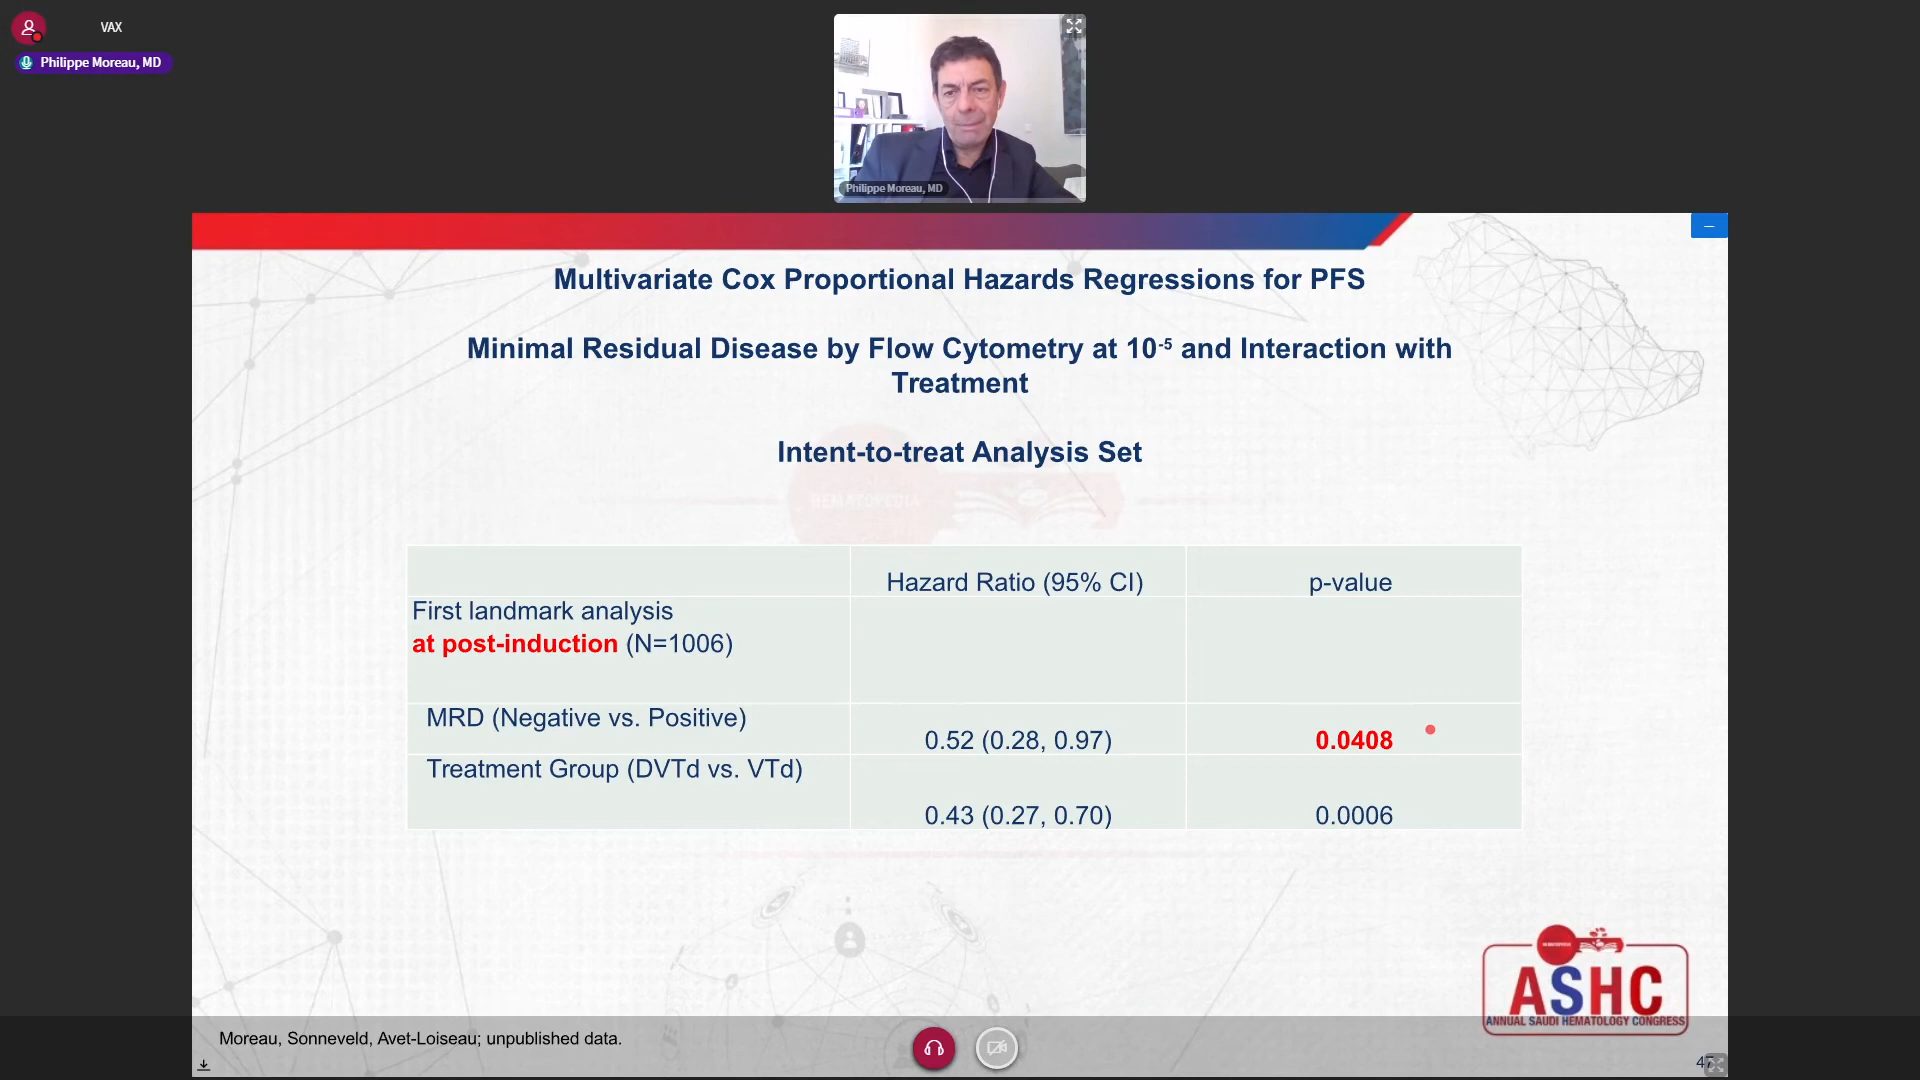 VAX
Philippe Moreau, MD
Philippe Moreau, MD
Multivariate Cox Proportional Hazards Regressions for PFS
Minimal Residual Disease by Flow Cytometry at 10-5 and Interaction with
Treatment
Intent-to-treat Analysis Set
HEMATOPEDIA
Hazard Ratio (95% CI) p-value
First landmark analysis
at post-induction (N=1006)
MRD (Negative vs. Positive) 0.52 (0.28, 0.97) 0.0408
Treatment Group (DVTd vs. VTd) 0.43 (0.27, 0.70) 0.0006
ASHC
ANNUAL SAUDI HEMATOLOGY CONGRESS
Moreau, Sonneveld, Avet-Loiseau; unpublished data.
47